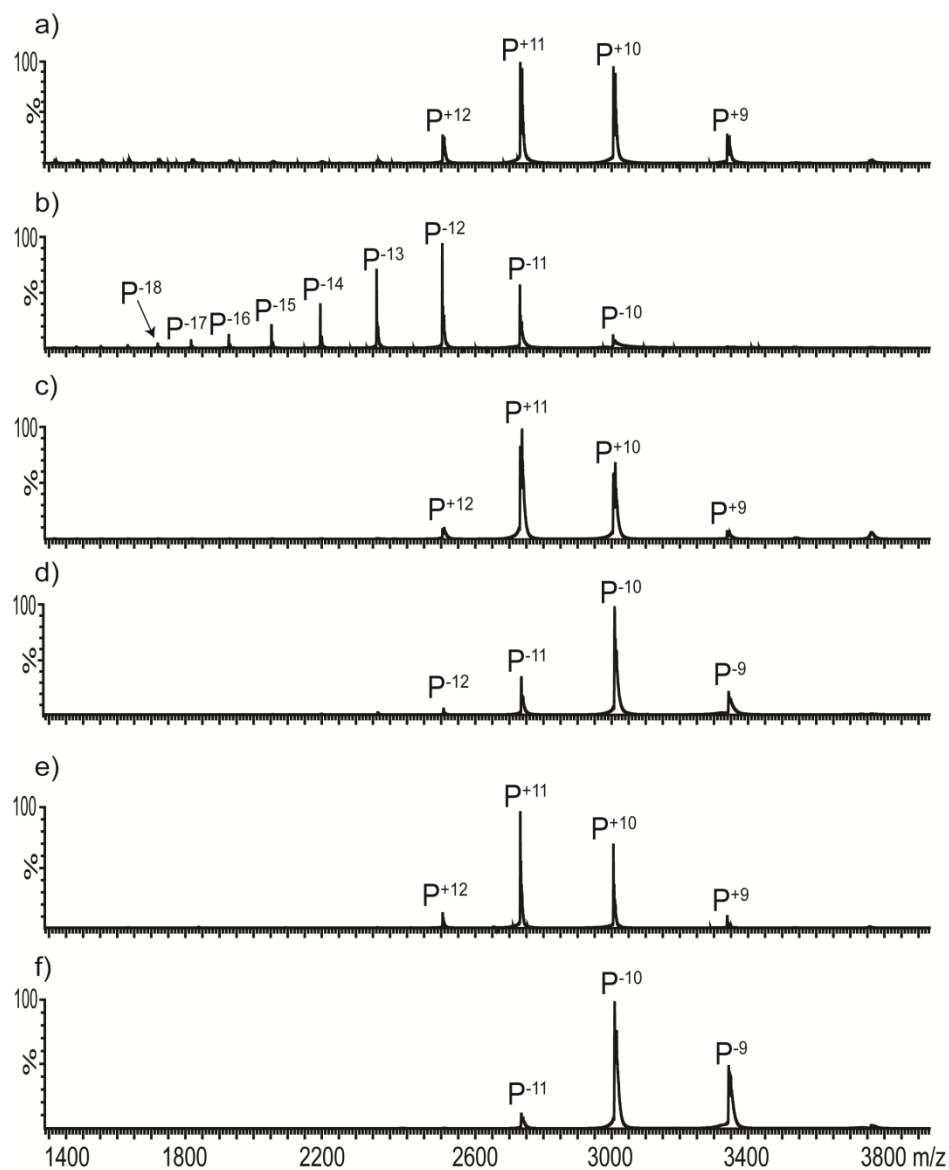 a)
P+11
P+10
100
P+12
P+9
%
b)
100
P-12
P-13
P-11
P-14
P-18
P-15
P-10
P-17
P-16
%
c)
P+11
100
P+10
P+12
P+9
%
d)
P-10
100
P-11
P-9
P-12
%
e)
P+11
100
P+10
P+12
P+9
%
f)
P-10
100
P-9
P-11
%
1400 1800 2200 2600 3000 3400 3800 m/z